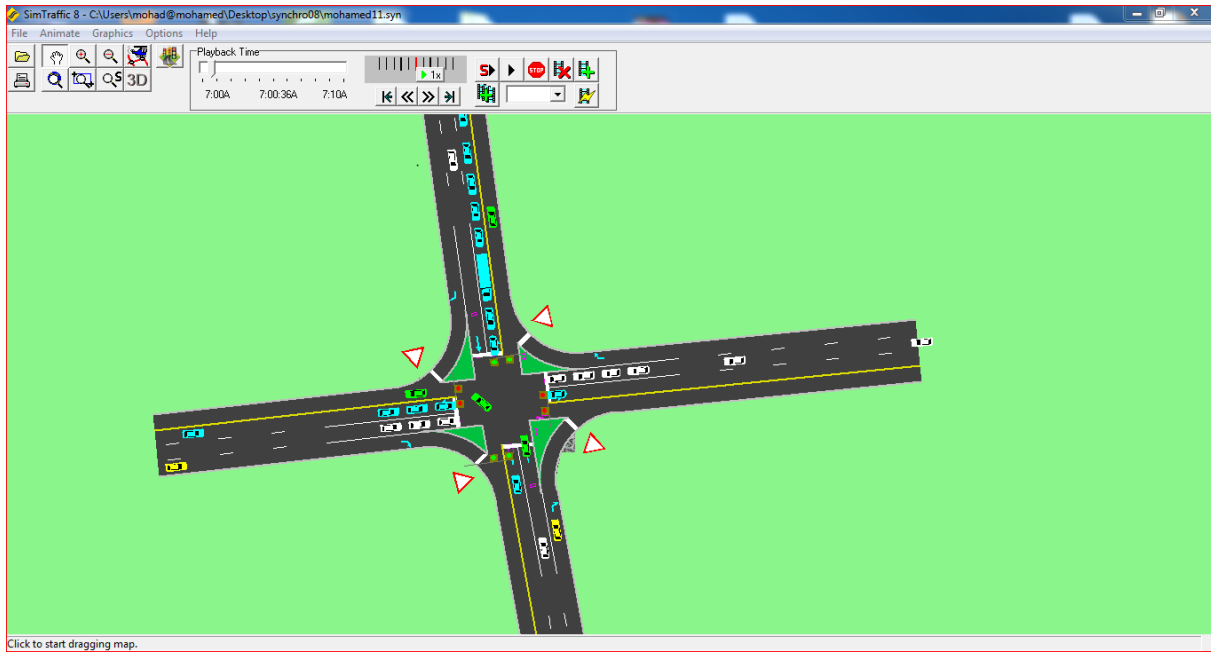 SimTraffic 8 - C:\Users\mohad@mohamed\Desktop\synchro08\mohamed11.syn
File Animate Graphics Options Help
Playback Time
1x
S
STOP
S 3D
7:00A 7:00:36A 7:10A
Click to start dragging map.